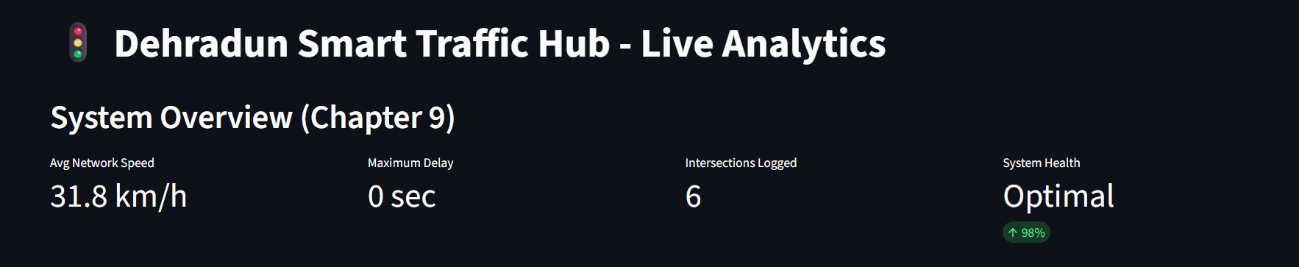 Dehradun Smart Traffic Hub - Live Analytics
System Overview (Chapter 9)
Avg Network Speed
31.8 km/h
Maximum Delay
0 sec
Intersections Logged
6
System Health
Optimal
↑ 98%